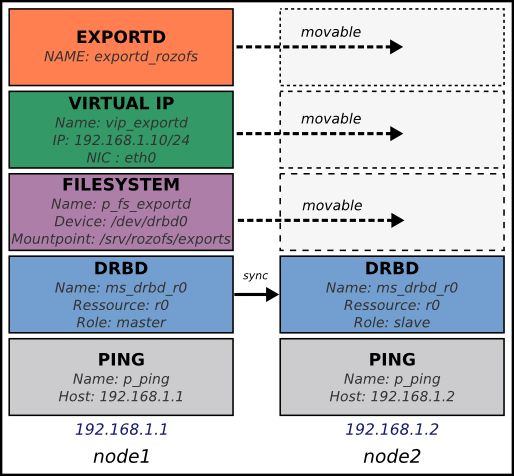 EXPORTD
NAME: exportd_rozofs
movable
VIRTUAL IP
Name: vip_exportd
IP: 192.168.1.10/24
NIC : eth0
movable
FILESYSTEM
Name: p_fs_exportd
Device: /dev/drbd0
Mountpoint: /srv/rozofs/exports
movable
DRBD
Name: ms_drbd_r0
Ressource: r0
Role: master
sync
DRBD
Name: ms_drbd_r0
Ressource: r0
Role: slave
PING
Name: p_ping
Host: 192.168.1.1
PING
Name: p_ping
Host: 192.168.1.2
192.168.1.1
192.168.1.2
node1
node2